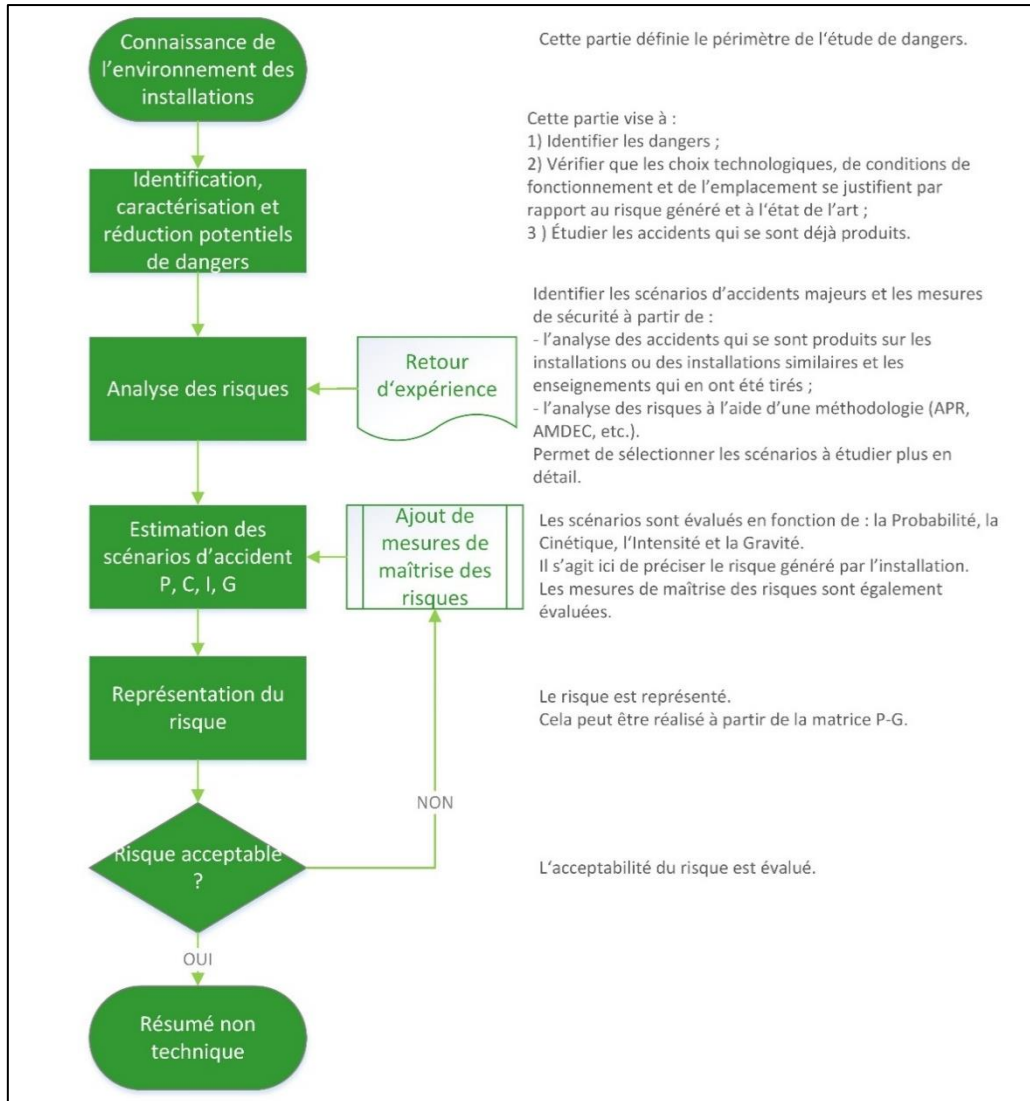 Connaissance de
l’environnement des
installations
Cette partie définie le périmètre de l‘étude de dangers.
Identification,
caractérisation et
réduction potentiels
de dangers
Cette partie vise à :
1) Identifier les dangers ;
2) Vérifier que les choix technologiques, de conditions de
fonctionnement et de l’emplacement se justifient par
rapport au risque généré et à l‘état de l’art ;
3 ) Étudier les accidents qui se sont déjà produits.
Analyse des risques
Retour
d‘expérience
Identifier les scénarios d’accidents majeurs et les mesures
de sécurité à partir de :
- l’analyse des accidents qui se sont produits sur les
installations ou des installations similaires et les
enseignements qui en ont été tirés ;
- l’analyse des risques à l’aide d’une méthodologie (APR,
AMDEC, etc.).
Permet de sélectionner les scénarios à étudier plus en
détail.
Estimation des
scénarios d’accident
P, C, I, G
Ajout de
mesures de
maîtrise des
risques
Les scénarios sont évalués en fonction de : la Probabilité, la
Cinétique, l‘Intensité et la Gravité.
Il s’agit ici de préciser le risque généré par l’installation.
Les mesures de maîtrise des risques sont également
évaluées.
Représentation du
risque
Le risque est représenté.
Cela peut être réalisé à partir de la matrice P-G.
NON
Risque acceptable
?
L‘acceptabilité du risque est évalué.
OUI
Résumé non
technique